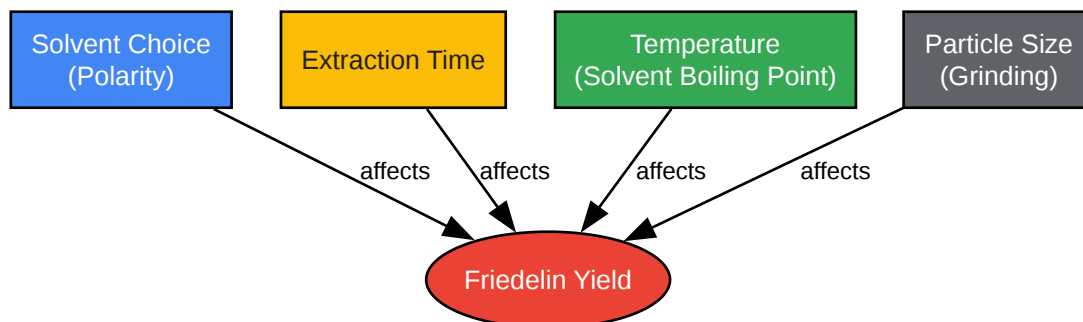 Solvent Choice
(Polarity)
Extraction Time
Temperature
(Solvent Boiling Point)
Particle Size
(Grinding)
affects
affects
affects
affects
Friedelin Yield